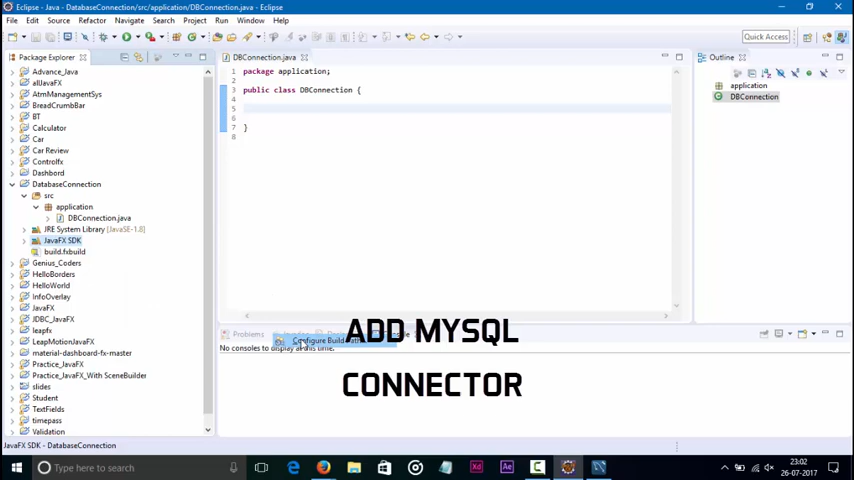 Eclipse - Java - DatabaseConnection/src/application/DBConnection.java - Eclipse
File Edit Source Refactor Navigate Search Project Run Window Help
Quick Access
Package Explorer
Advance_Java
allJavaFX
AtmManagementSys
BreadCrumbBar
BT
Calculator
Car
Car Review
Controlfx
Dashbord
DatabaseConnection
src
application
DBConnection.java
JRE System Library [JavaSE-1.8]
JavaFX SDK
build.fxbuild
Genius_Coders
HelloBorders
HelloWorld
InfoOverlay
JavaFX
JDBC_JavaFX
leapfx
LeapMotionJavaFX
material-dashboard-fx-master
Practice_JavaFX
Practice_JavaFX_With SceneBuilder
slides
Student
TextFields
timepass
Validation
DBConnection.java
1 package application;
2
3 public class DBConnection {
4
5
6
7 }
8
Outline
application
DBConnection
Problems
Configure Build
No consoles to display at this time.
ADD MYSQL
CONNECTOR
JavaFX SDK - DatabaseConnection
Type here to search
Xd
Ae
23:02
26-07-2017